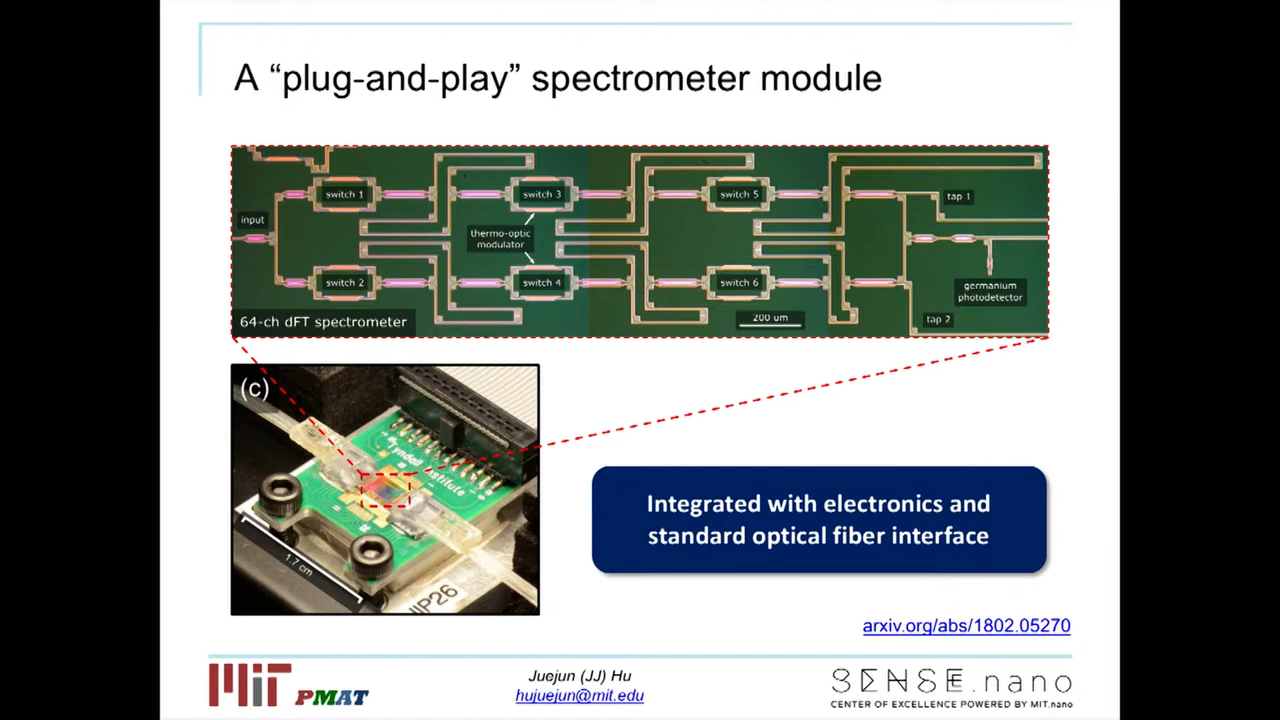 A “plug-and-play” spectrometer module
switch 1
switch 3
switch 5
tap 1
input
thermo-optic
modulator
switch 2
switch 4
switch 6
germanium
photodetector
64-ch dFT spectrometer
200 um
tap 2
(c)
Tyndall Institute
1.7 cm
Integrated with electronics and
standard optical fiber interface
arxiv.org/abs/1802.05270
MIT PMAT
Juejun (JJ) Hu
hujuejun@mit.edu
SENSE.nano
CENTER OF EXCELLENCE POWERED BY MIT.nano